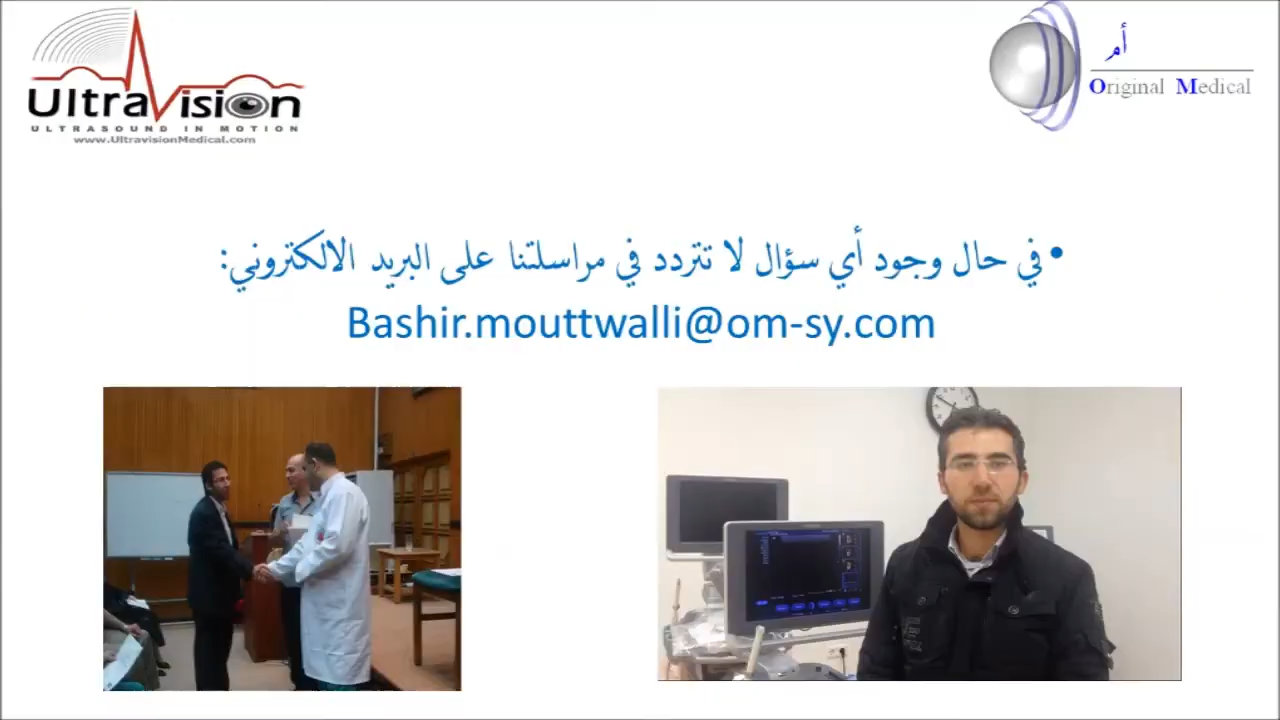 UltraVision
ULTRASOUND IN MOTION
www.UltravisionMedical.com
أم
Original Medical
• في حال وجود أي سؤال لا تتردد في مراسلتنا على البريد الالكتروني:
Bashir.mouttwalli@om-sy.com